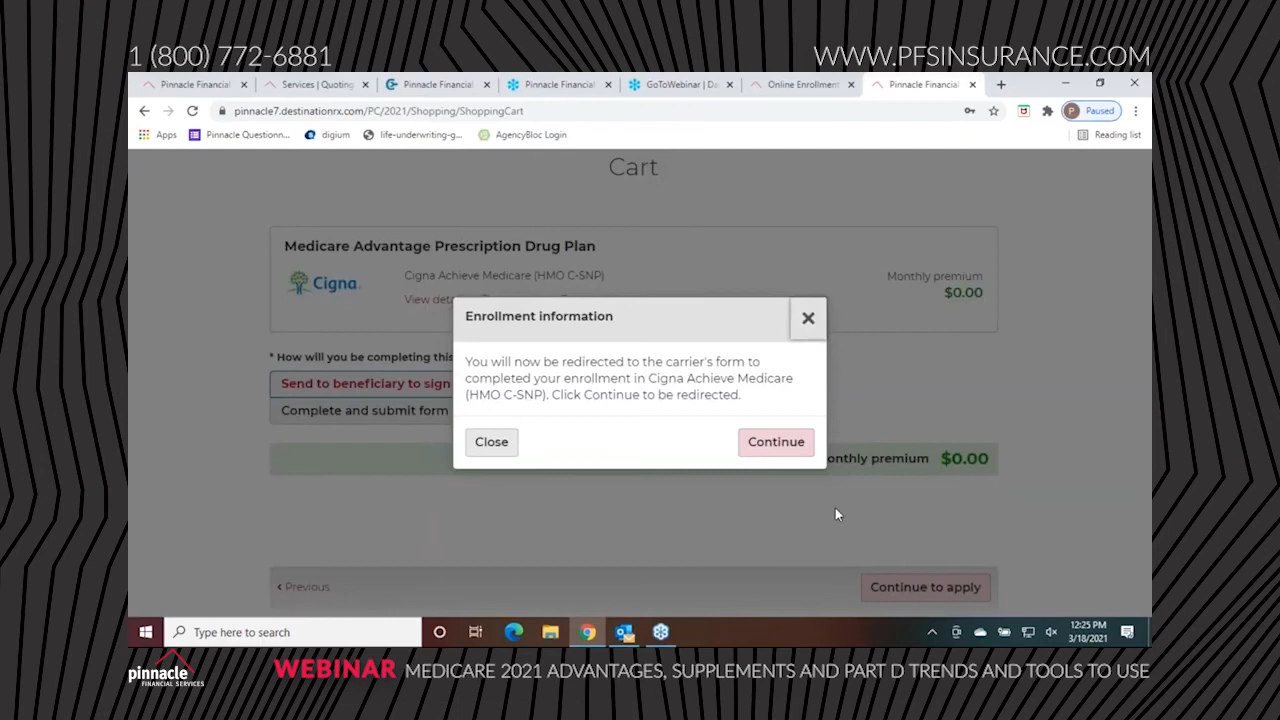 1 (800) 772-6881
WWW.PFSINSURANCE.COM
Pinnacle Financial
Services | Quoting
Pinnacle Financial
Pinnacle Financial
GoToWebinar | Da
Online Enrollment
Pinnacle Financial
pinnacle7.destinationrx.com/PC/2021/Shopping/ShoppingCart
P Paused
Apps
Pinnacle Questionn...
digium
life-underwriting-g...
AgencyBloc Login
Reading list
Cart
Medicare Advantage Prescription Drug Plan
Cigna
Cigna Achieve Medicare (HMO C-SNP)
Monthly premium
View
$0.00
Enrollment information
* How will you be completing this
You will now be redirected to the carrier's form to
completed your enrollment in Cigna Achieve Medicare
(HMO C-SNP). Click Continue to be redirected.
Send to beneficiary to sign
Complete and submit form
Close
Continue
onthly premium $0.00
< Previous
Continue to apply
Type here to search
12:25 PM
3/18/2021
pinnacle
FINANCIAL SERVICES
WEBINAR MEDICARE 2021 ADVANTAGES, SUPPLEMENTS AND PART D TRENDS AND TOOLS TO USE